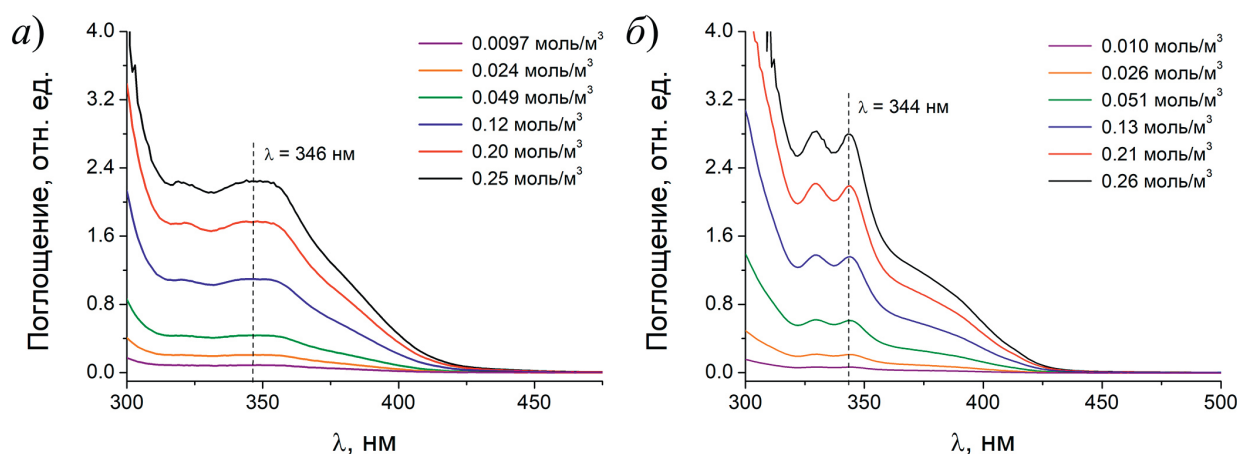 а)
Поглощение, отн. ед.
4.0
3.2
2.4
1.6
0.8
0.0
300
350
400
450
λ, нм
λ = 346 нм
0.0097 моль/м³
0.024 моль/м³
0.049 моль/м³
0.12 моль/м³
0.20 моль/м³
0.25 моль/м³
б)
Поглощение, отн. ед.
4.0
3.2
2.4
1.6
0.8
0.0
300
350
400
450
500
λ, нм
λ = 344 нм
0.010 моль/м³
0.026 моль/м³
0.051 моль/м³
0.13 моль/м³
0.21 моль/м³
0.26 моль/м³